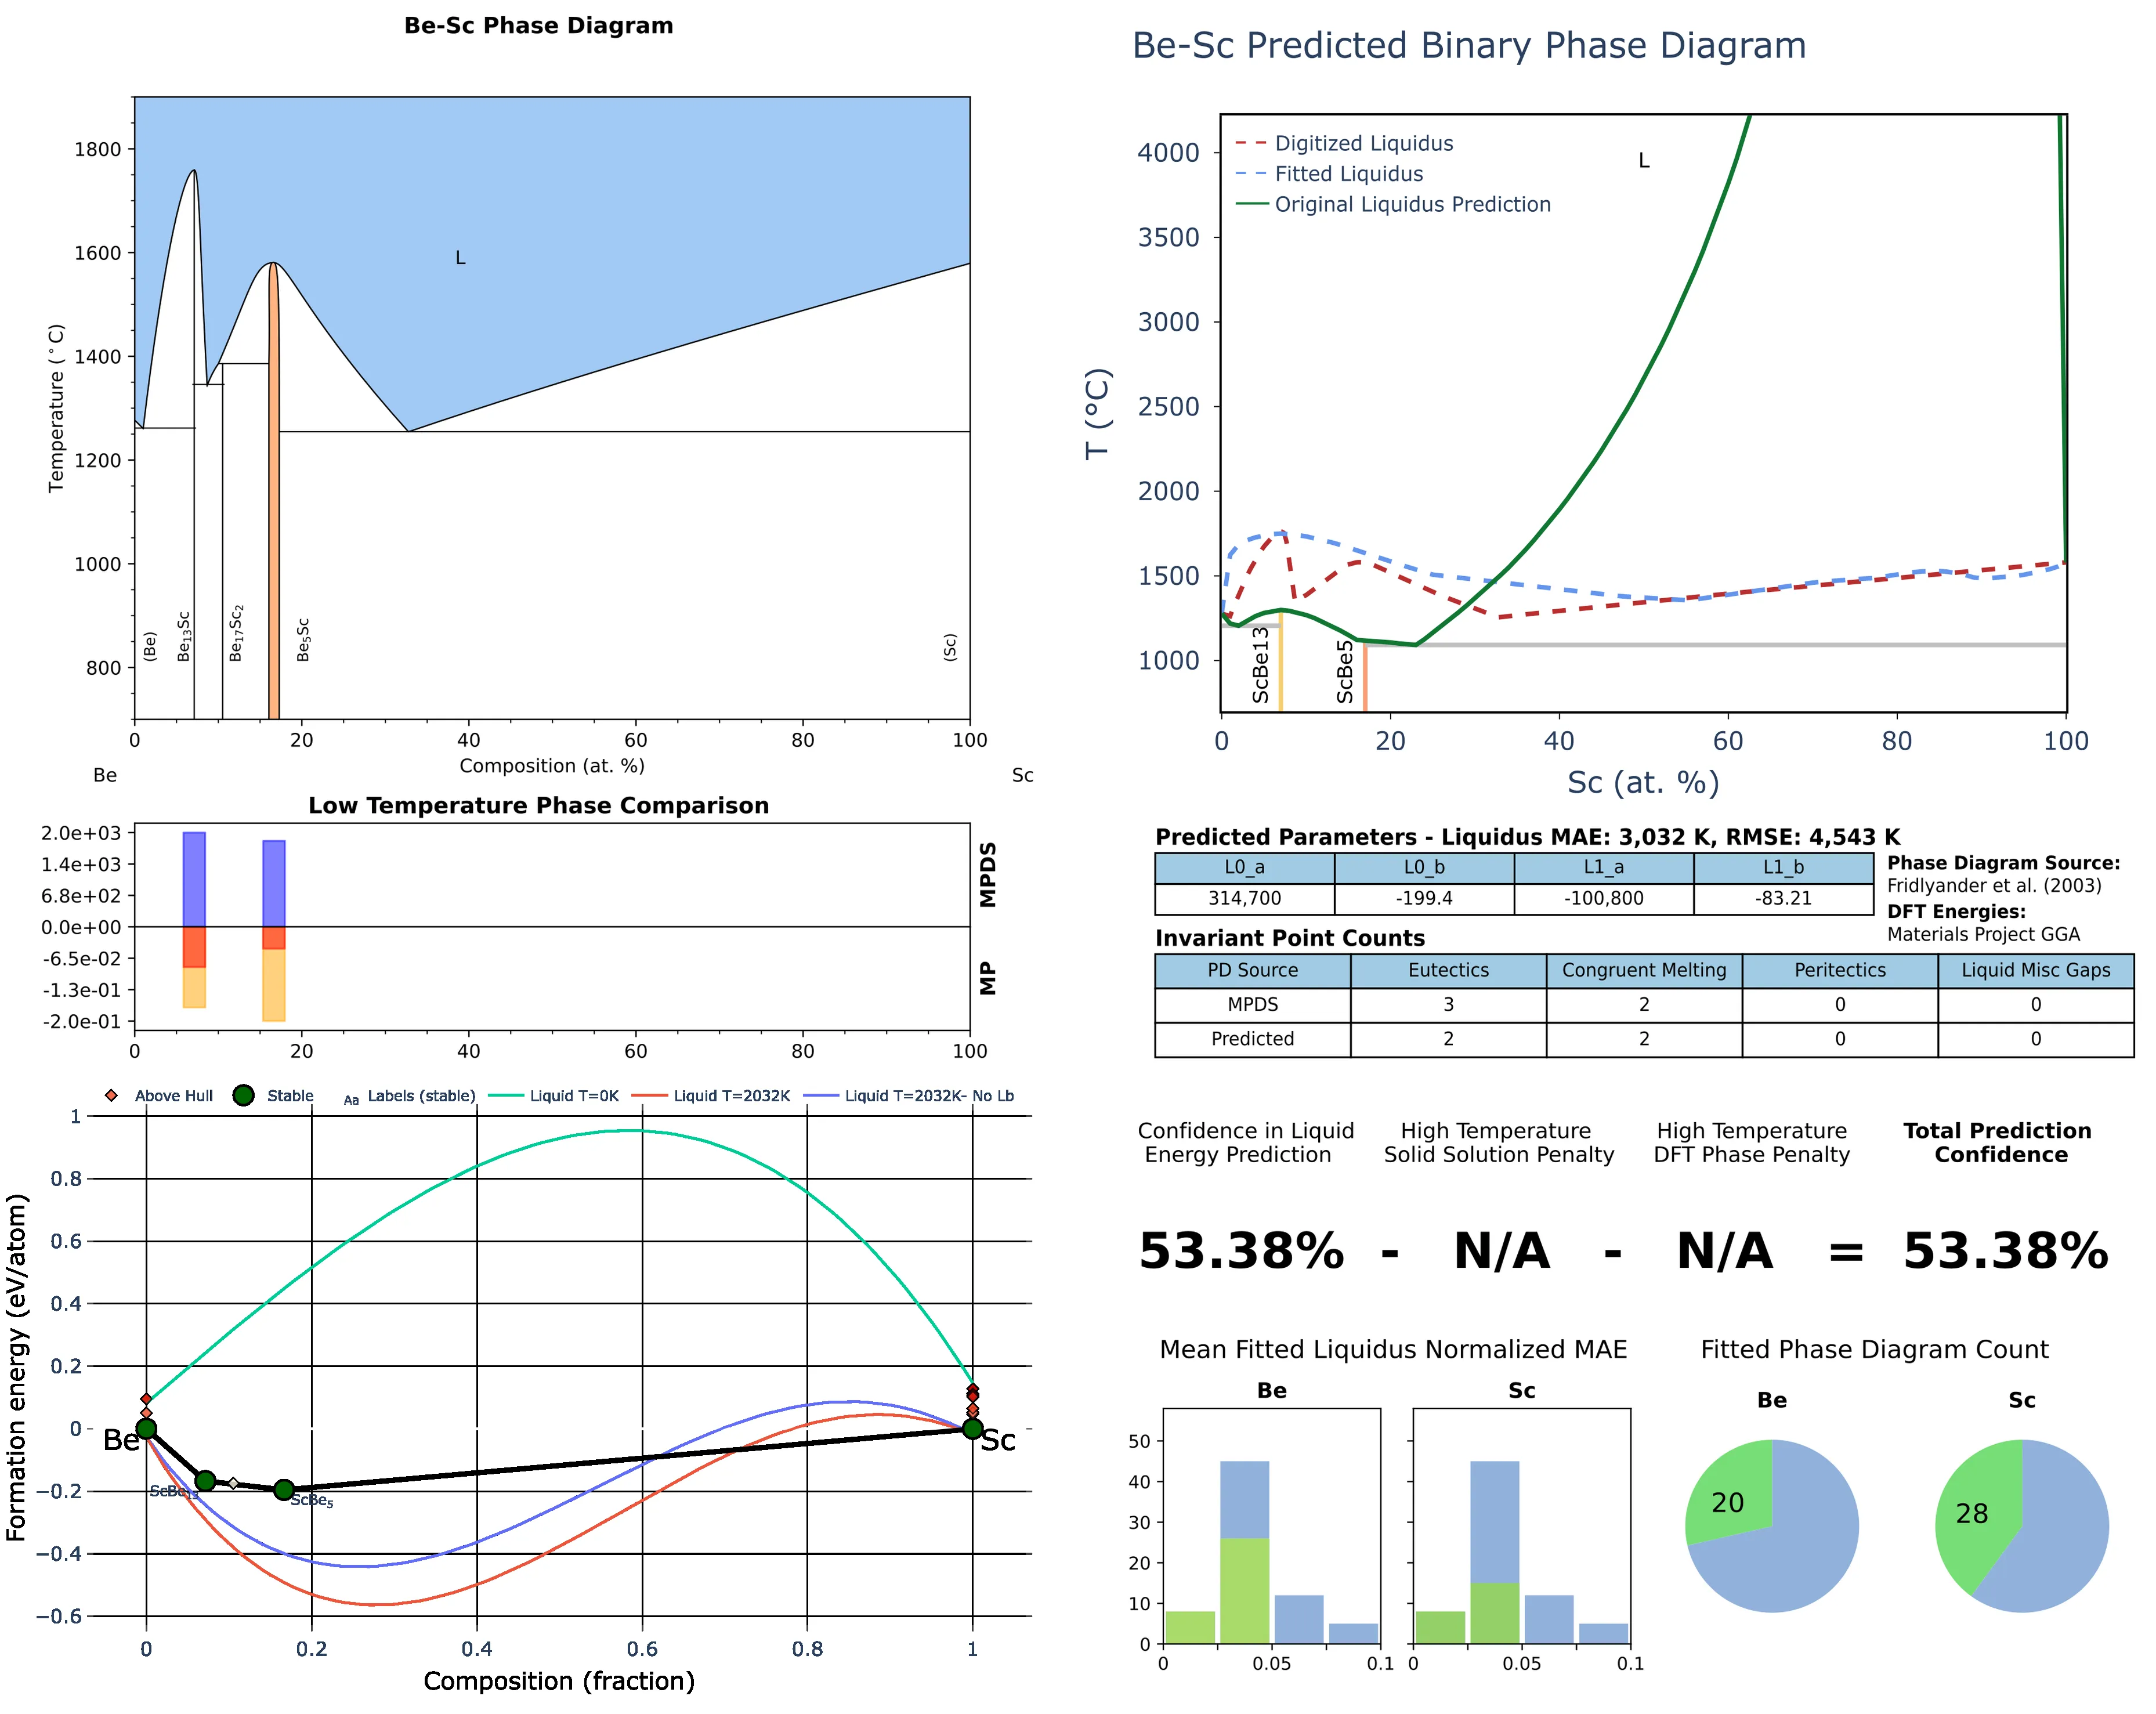 Be-Sc Phase Diagram
1800
1600
1400
1200
1000
800
Temperature (°C)
L
(Be)
Be13Sc
Be17Sc2
Be5Sc
(Sc)
0 20 40 60 80 100
Composition (at. %)
Be Sc
Be-Sc Predicted Binary Phase Diagram
Digitized Liquidus
Fitted Liquidus
Original Liquidus Prediction
L
4000
3500
3000
2500
2000
1500
1000
T (°C)
ScBe13
ScBe5
0 20 40 60 80 100
Sc (at. %)
Low Temperature Phase Comparison
2.0e+03
1.4e+03
6.8e+02
0.0e+00
-6.5e-02
-1.3e-01
-2.0e-01
MPDS
MP
0 20 40 60 80 100
Predicted Parameters - Liquidus MAE: 3,032 K, RMSE: 4,543 K
L0_a L0_b L1_a L1_b
314,700 -199.4 -100,800 -83.21
Phase Diagram Source:
Fridlyander et al. (2003)
DFT Energies:
Materials Project GGA
Invariant Point Counts
PD Source Eutectics Congruent Melting Peritectics Liquid Misc Gaps
MPDS 3 2 0 0
Predicted 2 2 0 0
Above Hull Stable Aa Labels (stable) Liquid T=0K Liquid T=2032K Liquid T=2032K- No Lb
1
0.8
0.6
0.4
0.2
0
−0.2
−0.4
−0.6
Formation energy (eV/atom)
Be
ScBe13
ScBe5
Sc
0 0.2 0.4 0.6 0.8 1
Composition (fraction)
Confidence in Liquid
Energy Prediction
High Temperature
Solid Solution Penalty
High Temperature
DFT Phase Penalty
Total Prediction
Confidence
53.38% - N/A - N/A = 53.38%
Mean Fitted Liquidus Normalized MAE
Be Sc
50
40
30
20
10
0
0 0.05 0.1
0 0.05 0.1
Fitted Phase Diagram Count
Be Sc
20
28